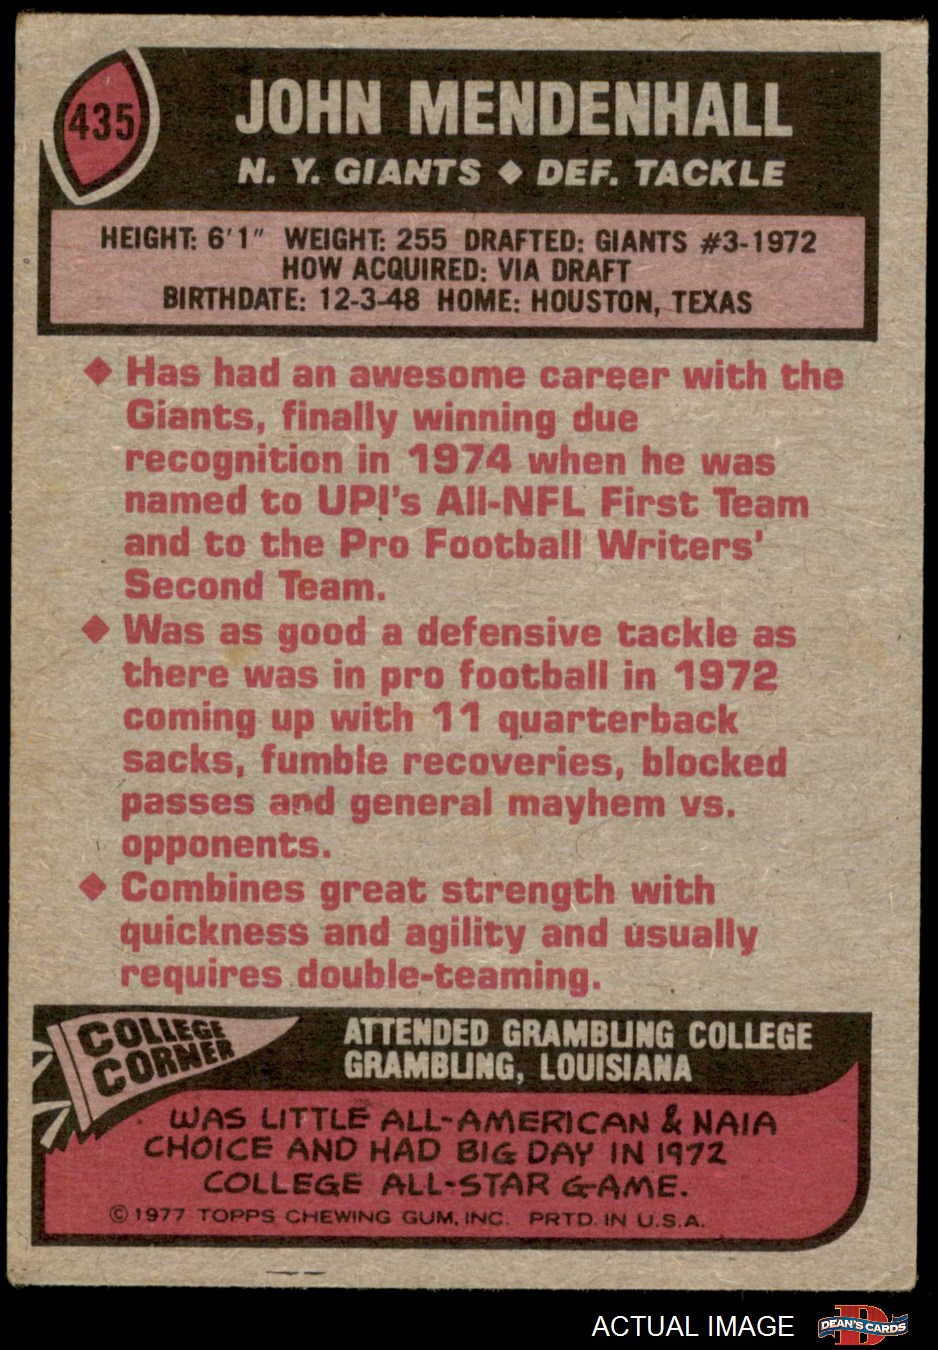 435
JOHN MENDENHALL
N. Y. GIANTS ◆ DEF. TACKLE
HEIGHT: 6'1" WEIGHT: 255 DRAFTED: GIANTS #3-1972
HOW ACQUIRED: VIA DRAFT
BIRTHDATE: 12-3-48 HOME: HOUSTON, TEXAS
◆ Has had an awesome career with the
Giants, finally winning due
recognition in 1974 when he was
named to UPI's All-NFL First Team
and to the Pro Football Writers'
Second Team.
◆ Was as good a defensive tackle as
there was in pro football in 1972
coming up with 11 quarterback
sacks, fumble recoveries, blocked
passes and general mayhem vs.
opponents.
◆ Combines great strength with
quickness and agility and usually
requires double-teaming.
COLLEGE
CORNER
ATTENDED GRAMBLING COLLEGE
GRAMBLING, LOUISIANA
WAS LITTLE ALL-AMERICAN & NAIA
CHOICE AND HAD BIG DAY IN 1972
COLLEGE ALL-STAR GAME.
© 1977 TOPPS CHEWING GUM, INC. PRTD. IN U.S.A.
ACTUAL IMAGE
DEAN'S CARDS